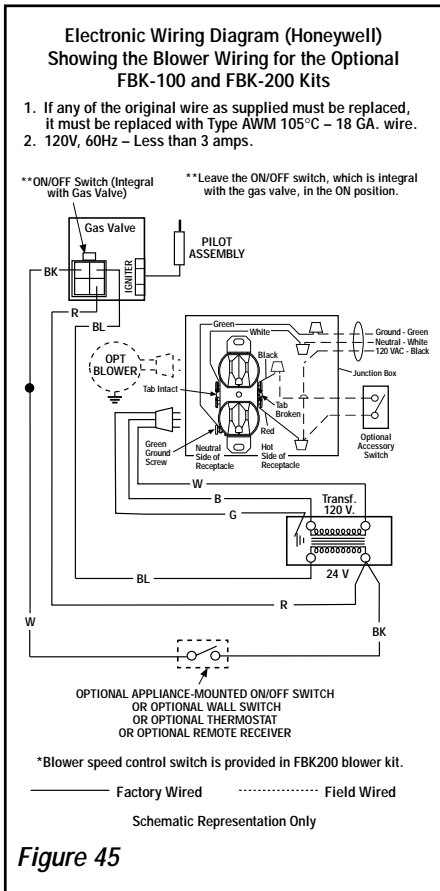 Electronic Wiring Diagram (Honeywell)
Showing the Blower Wiring for the Optional
FBK-100 and FBK-200 Kits
1. If any of the original wire as supplied must be replaced,
it must be replaced with Type AWM 105°C – 18 GA. wire.
2. 120V, 60Hz – Less than 3 amps.
**ON/OFF Switch (Integral
with Gas Valve)
**Leave the ON/OFF switch, which is integral
with the gas valve, in the ON position.
Gas Valve
PILOT
ASSEMBLY
IGNITER
BK
R
BL
Green
White
Black
Ground - Green
Neutral - White
120 VAC - Black
OPT
BLOWER
Junction Box
Tab Intact
Tab
Broken
Optional
Accessory
Switch
Green
Ground
Screw
Neutral
Side of
Receptacle
Hot
Side of
Receptacle
Red
W
B
G
Transf.
120 V.
24 V
BL
R
W
BK
OPTIONAL APPLIANCE-MOUNTED ON/OFF SWITCH
OR OPTIONAL WALL SWITCH
OR OPTIONAL THERMOSTAT
OR OPTIONAL REMOTE RECEIVER
*Blower speed control switch is provided in FBK200 blower kit.
Factory Wired
Field Wired
Schematic Representation Only
Figure 45